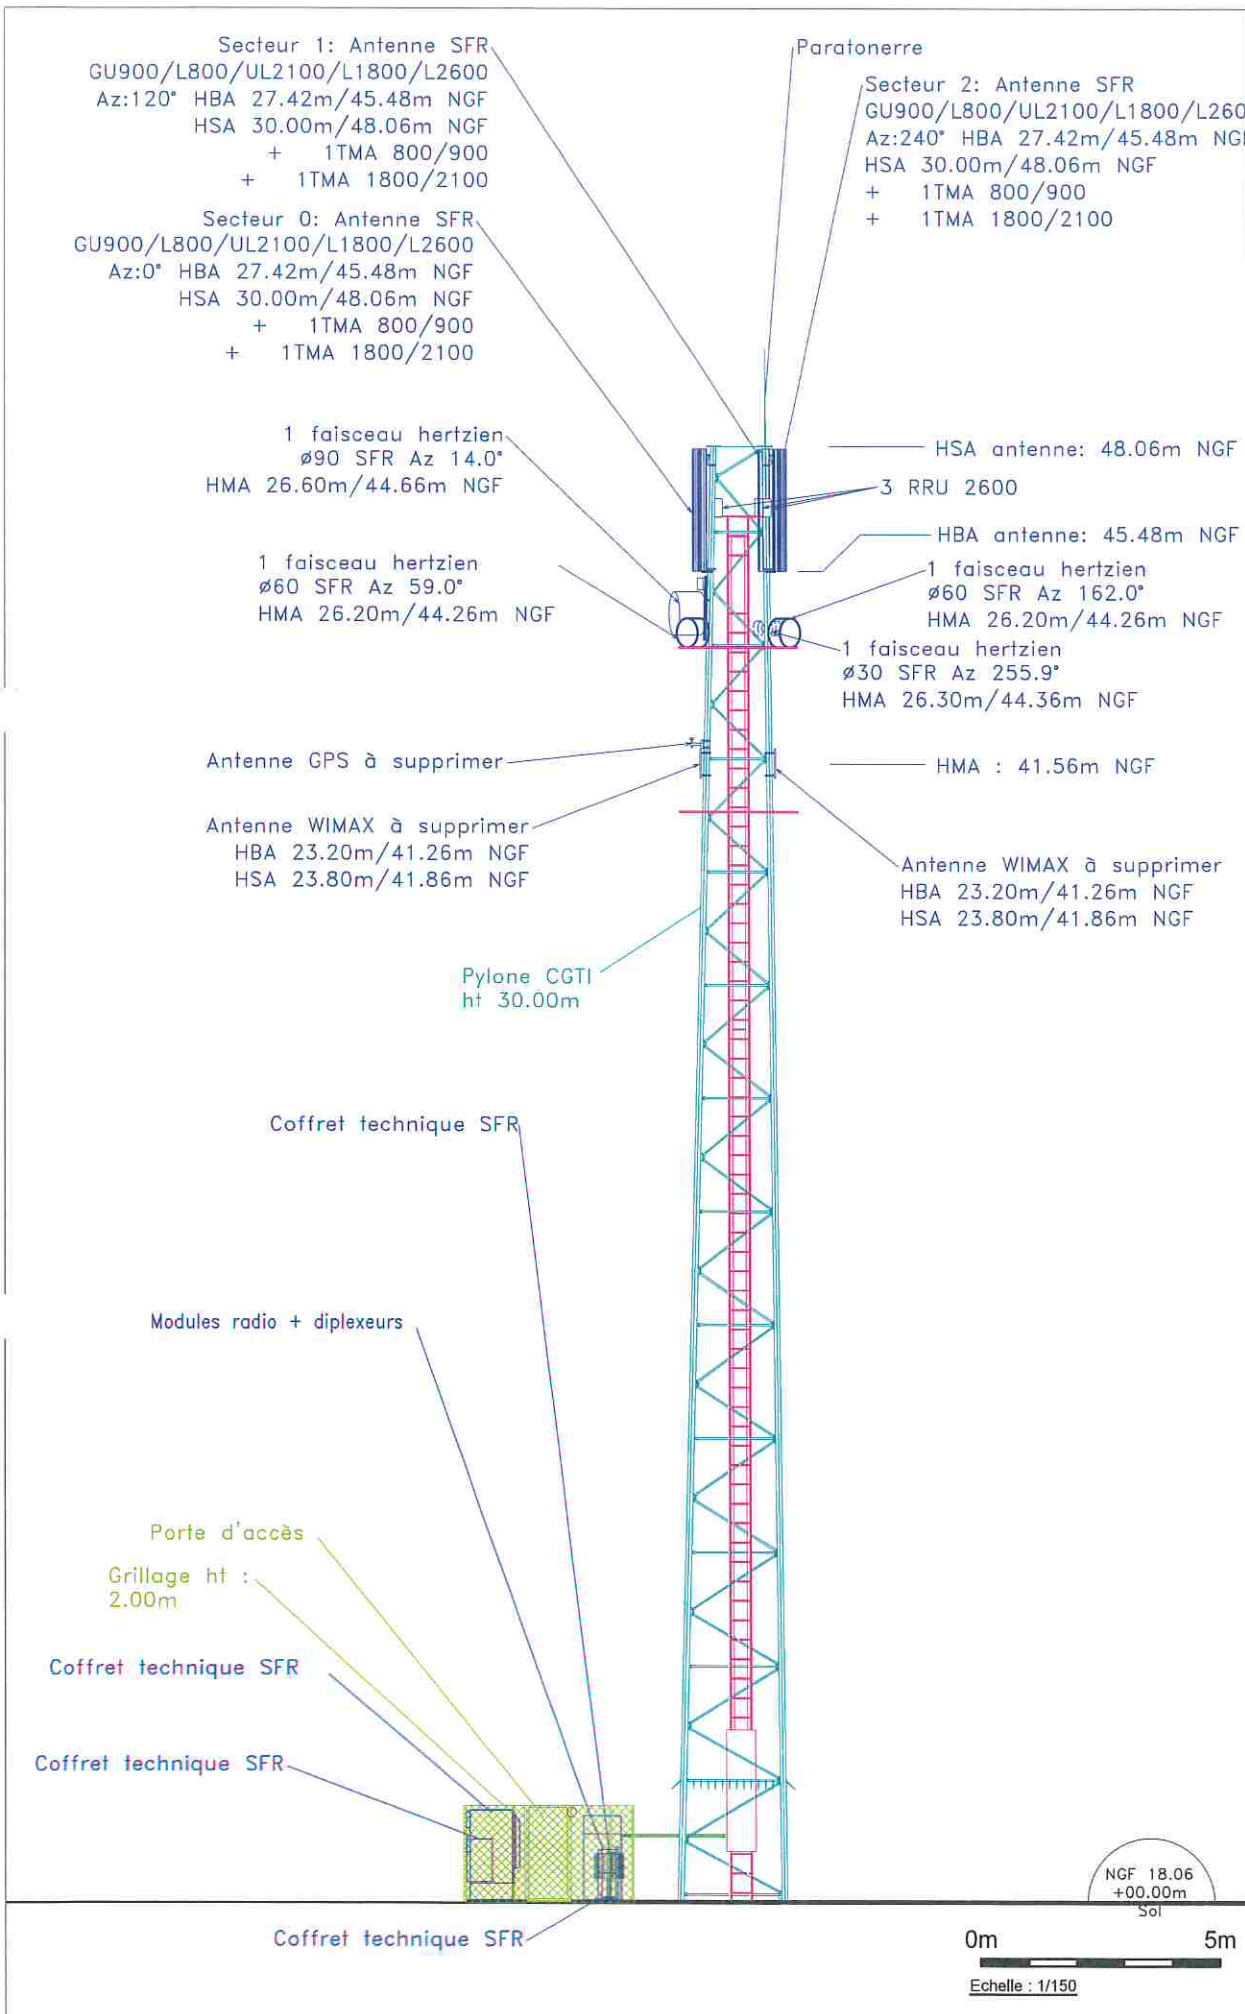 Secteur 1: Antenne SFR
GU900/L800/UL2100/L1800/L2600
Az:120° HBA 27.42m/45.48m NGF
HSA 30.00m/48.06m NGF
+ 1TMA 800/900
+ 1TMA 1800/2100
Paratonerre
Secteur 2: Antenne SFR
GU900/L800/UL2100/L1800/L260
Az:240° HBA 27.42m/45.48m NGF
HSA 30.00m/48.06m NGF
+ 1TMA 800/900
+ 1TMA 1800/2100
Secteur 0: Antenne SFR
GU900/L800/UL2100/L1800/L2600
Az:0° HBA 27.42m/45.48m NGF
HSA 30.00m/48.06m NGF
+ 1TMA 800/900
+ 1TMA 1800/2100
1 faisceau hertzien
ø90 SFR Az 14.0°
HMA 26.60m/44.66m NGF
HSA antenne: 48.06m NGF
3 RRU 2600
HBA antenne: 45.48m NGF
1 faisceau hertzien
ø60 SFR Az 59.0°
HMA 26.20m/44.26m NGF
1 faisceau hertzien
ø60 SFR Az 162.0°
HMA 26.20m/44.26m NGF
1 faisceau hertzien
ø30 SFR Az 255.9°
HMA 26.30m/44.36m NGF
Antenne GPS à supprimer
HMA : 41.56m NGF
Antenne WIMAX à supprimer
HBA 23.20m/41.26m NGF
HSA 23.80m/41.86m NGF
Antenne WIMAX à supprimer
HBA 23.20m/41.26m NGF
HSA 23.80m/41.86m NGF
Pylone CGTI
ht 30.00m
Coffret technique SFR
Modules radio + diplexeurs
Porte d'accès
Grillage ht :
2.00m
Coffret technique SFR
Coffret technique SFR
Coffret technique SFR
NGF 18.06
+00.00m
Sol
0m 5m
Echelle : 1/150